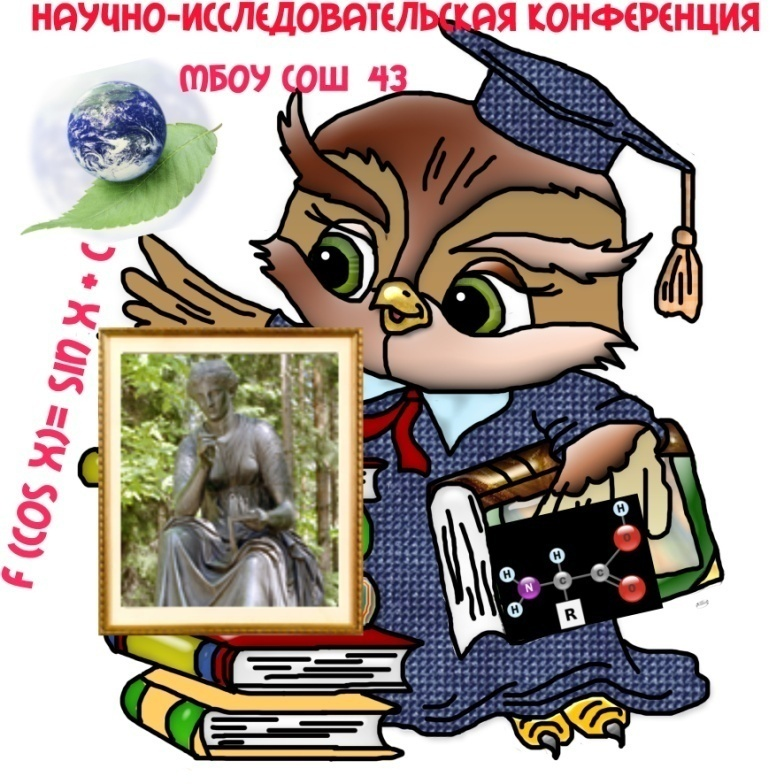 НАУЧНО-ИССЛЕДОВАТЕЛЬСКАЯ КОНФЕРЕНЦИЯ
МБОУ СОШ 43
F (COS X)= SIN X + C
H
O
H
H
N
C
C
O
H
R